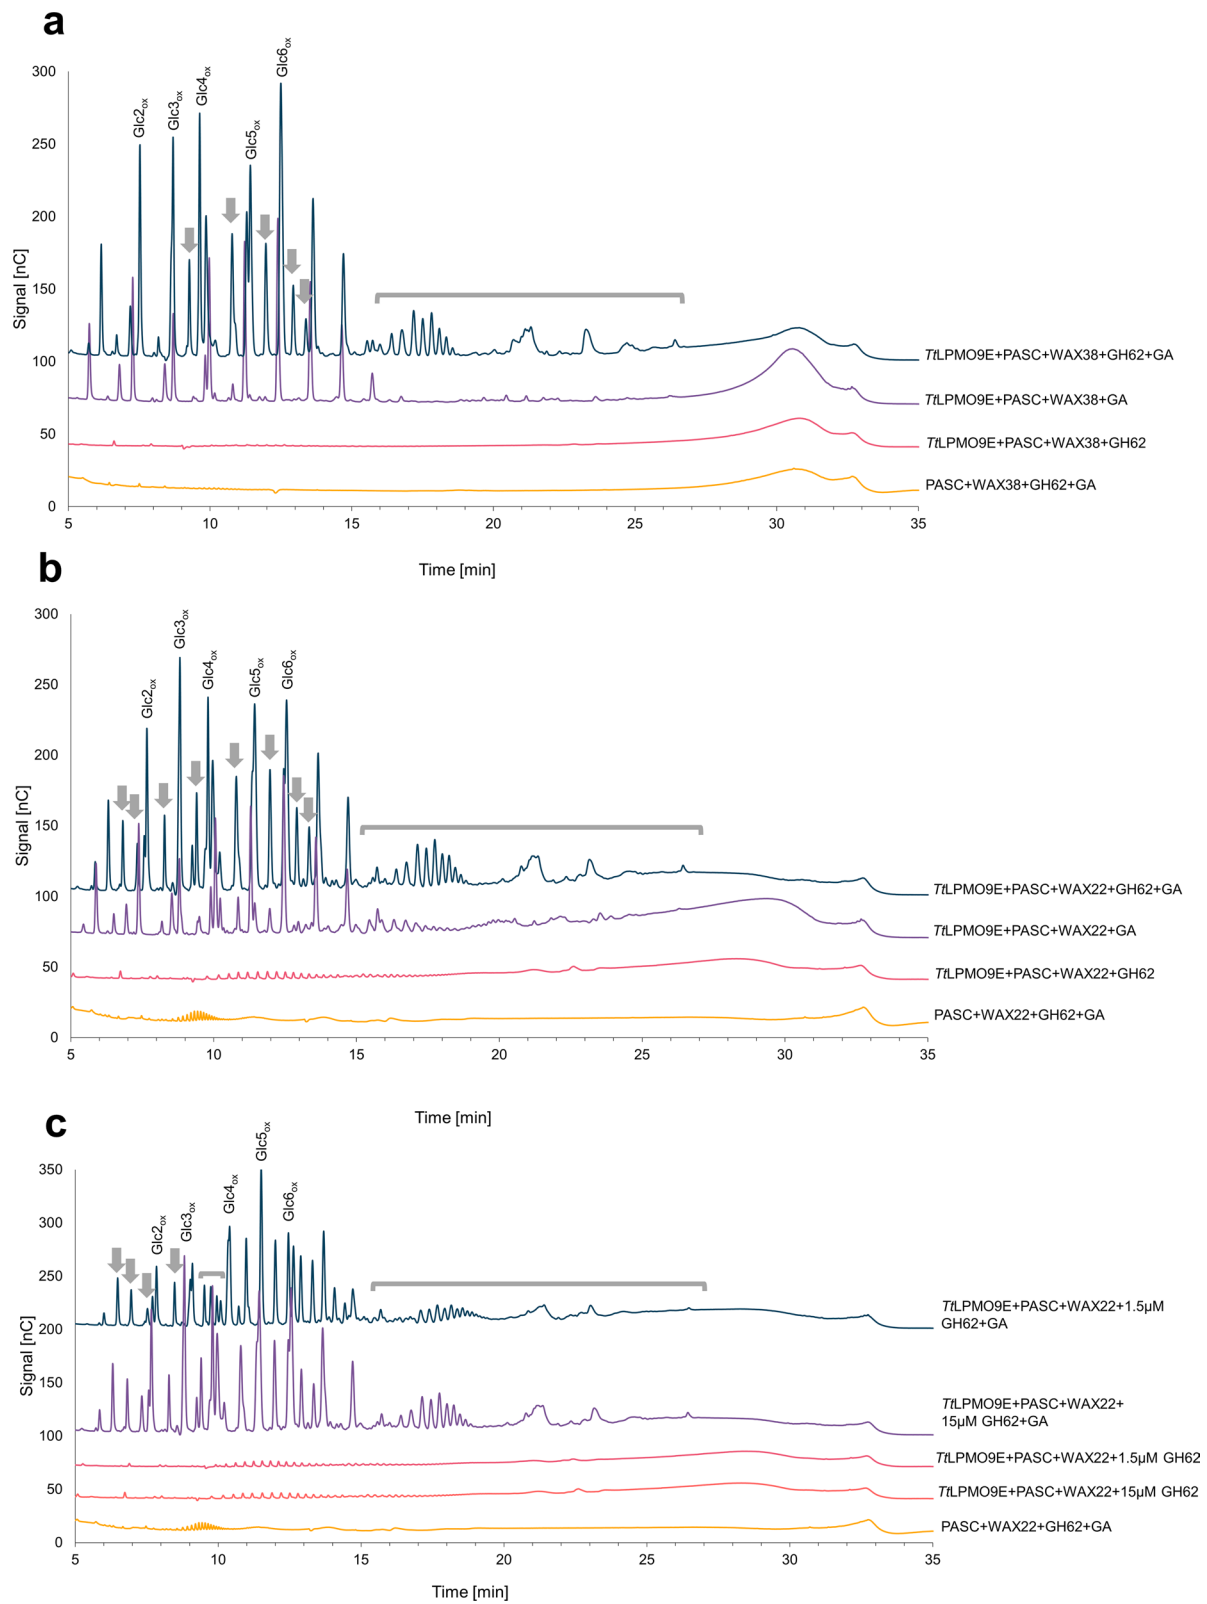 a
Glc2ox
Glc3ox
Glc4ox
Glc5ox
Glc6ox
300
250
200
150
100
50
0
Signal [nC]
TtLPMO9E+PASC+WAX38+GH62+GA
TtLPMO9E+PASC+WAX38+GA
TtLPMO9E+PASC+WAX38+GH62
PASC+WAX38+GH62+GA
5 10 15 20 25 30 35
Time [min]
b
Glc2ox
Glc3ox
Glc4ox
Glc5ox
Glc6ox
300
250
200
150
100
50
0
Signal [nC]
TtLPMO9E+PASC+WAX22+GH62+GA
TtLPMO9E+PASC+WAX22+GA
TtLPMO9E+PASC+WAX22+GH62
PASC+WAX22+GH62+GA
5 10 15 20 25 30 35
Time [min]
c
Glc2ox
Glc3ox
Glc4ox
Glc5ox
Glc6ox
350
300
250
200
150
100
50
0
Signal [nC]
TtLPMO9E+PASC+WAX22+1.5µM
GH62+GA
TtLPMO9E+PASC+WAX22+
15µM GH62+GA
TtLPMO9E+PASC+WAX22+1.5µM GH62
TtLPMO9E+PASC+WAX22+15µM GH62
PASC+WAX22+GH62+GA
5 10 15 20 25 30 35
Time [min]